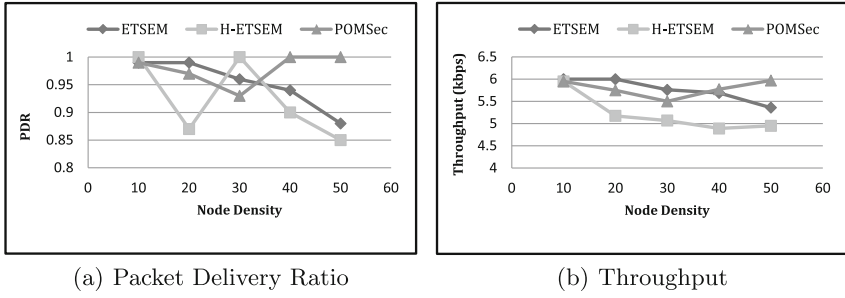 ETSEM H-ETSEM POMSec
1
0.95
0.9
0.85
0.8
PDR
0 10 20 30 40 50 60
Node Density
(a) Packet Delivery Ratio
ETSEM H-ETSEM POMSec
6.5
6
5.5
5
4.5
4
Throughput (kbps)
0 10 20 30 40 50 60
Node Density
(b) Throughput